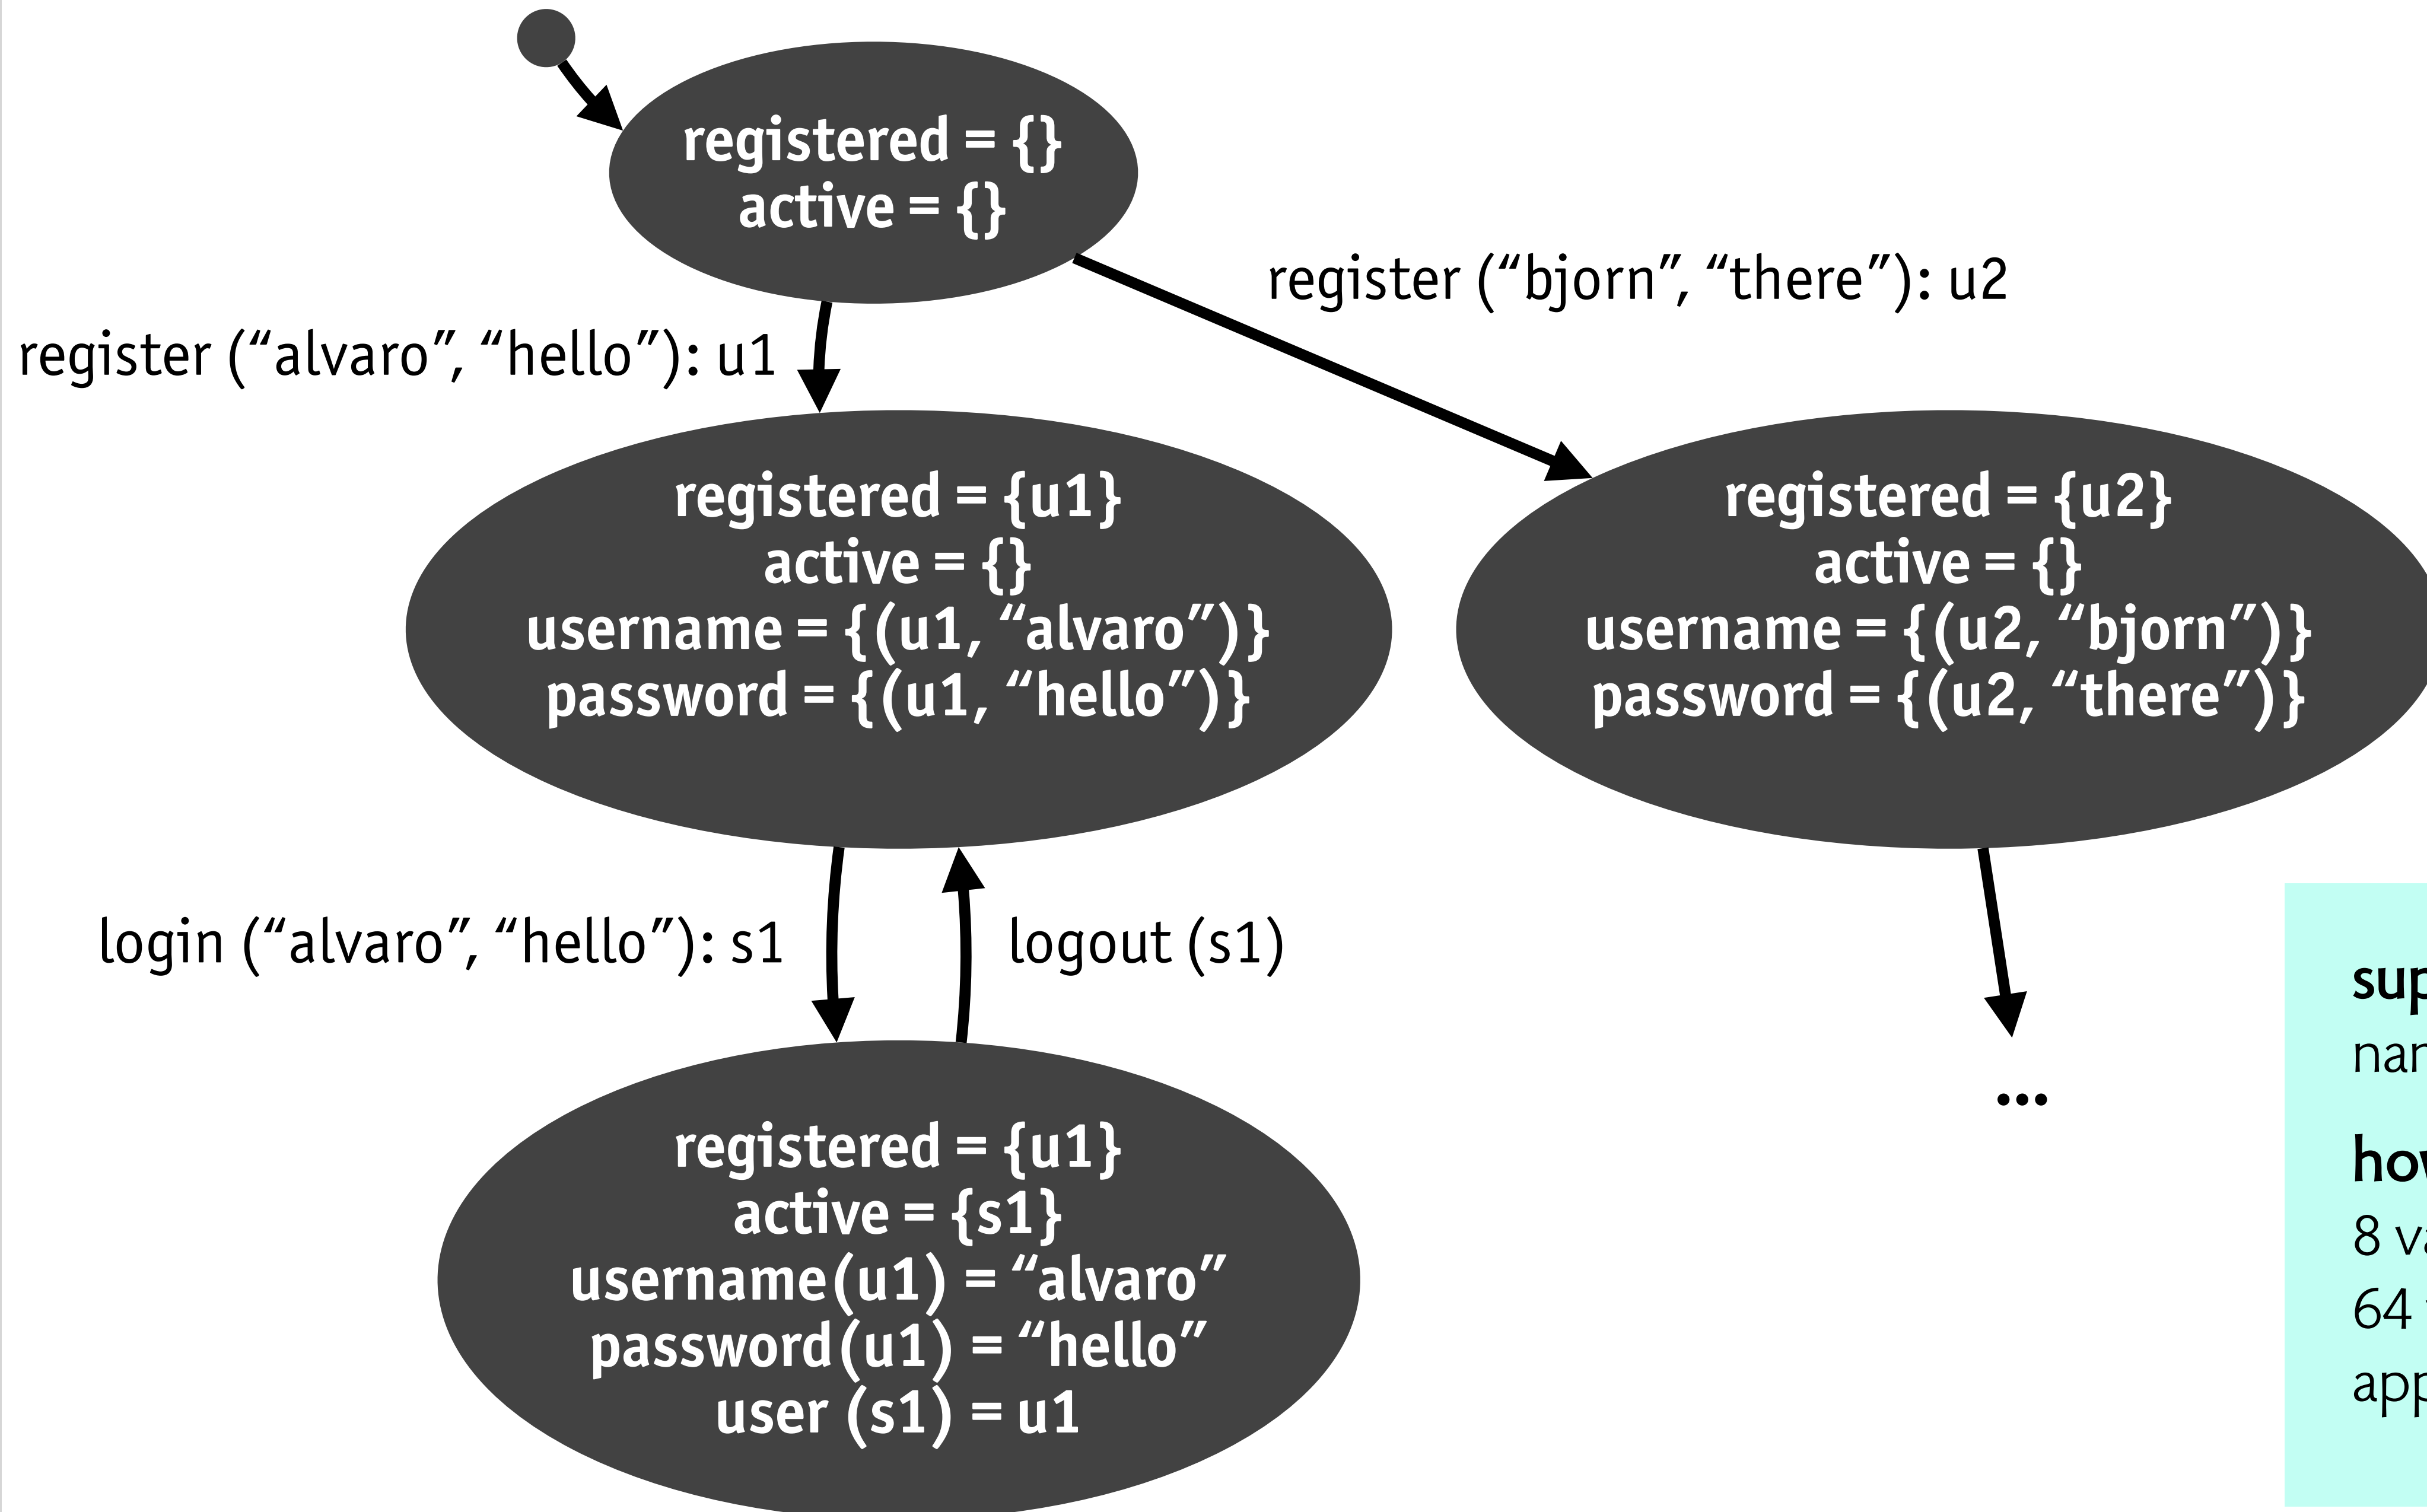 registered = {}
active = {}
register (“bjorn”, “there”): u2
register (“alvaro”, “hello”): u1
registered = {u1}
active = {}
username = {(u1, “alvaro”)}
password = {(u1, “hello”)}
registered = {u2}
active = {}
username = {(u2, “bjorn”)}
password = {(u2, “there”)}
login (“alvaro”, “hello”): s1
logout (s1)
...
registered = {u1}
active = {s1}
username(u1) = “alvaro”
password(u1) = “hello”
user (s1) = u1
8
64